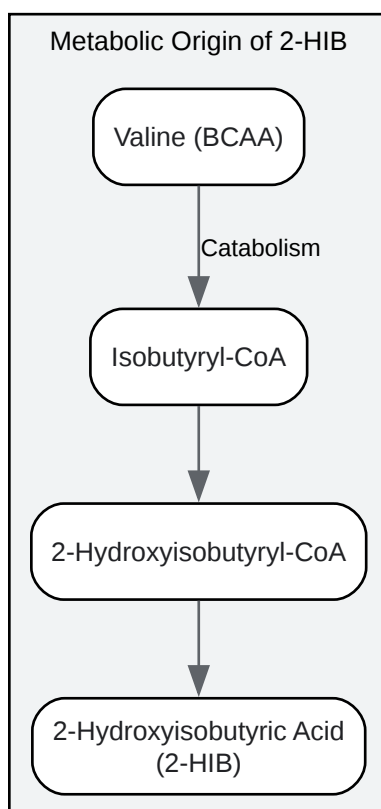 Metabolic Origin of 2-HIB
Valine (BCAA)
Catabolism
Isobutyryl-CoA
2-Hydroxyisobutyryl-CoA
2-Hydroxyisobutyric Acid
(2-HIB)